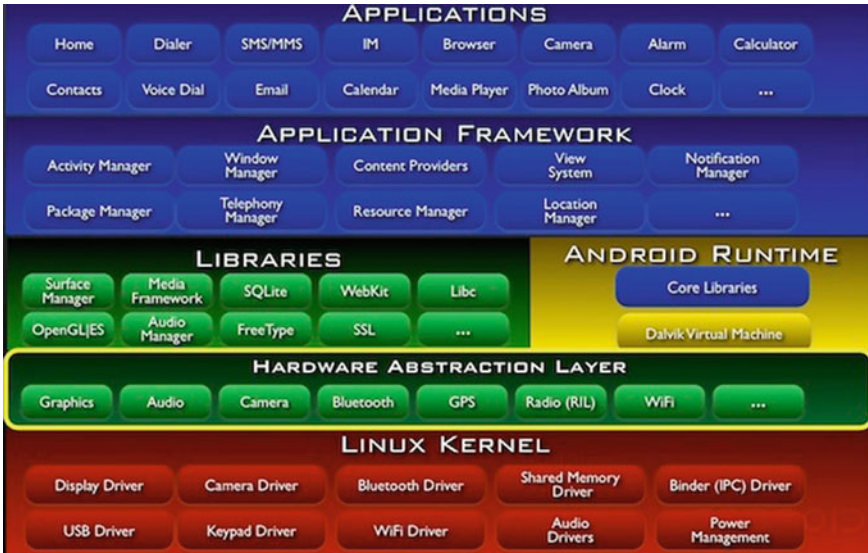 APPLICATIONS
Home Dialer SMS/MMS IM Browser Camera Alarm Calculator
Contacts Voice Dial Email Calendar Media Player Photo Album Clock ...
APPLICATION FRAMEWORK
Activity Manager Window Manager Content Providers View System Notification Manager
Package Manager Telephony Manager Resource Manager Location Manager ...
LIBRARIES ANDROID RUNTIME
Surface Manager Media Framework SQLite WebKit Libc Core Libraries
OpenGL|ES Audio Manager FreeType SSL ... Dalvik Virtual Machine
HARDWARE ABSTRACTION LAYER
Graphics Audio Camera Bluetooth GPS Radio (RIL) WiFi ...
LINUX KERNEL
Display Driver Camera Driver Bluetooth Driver Shared Memory Driver Binder (IPC) Driver
USB Driver Keypad Driver WiFi Driver Audio Drivers Power Management